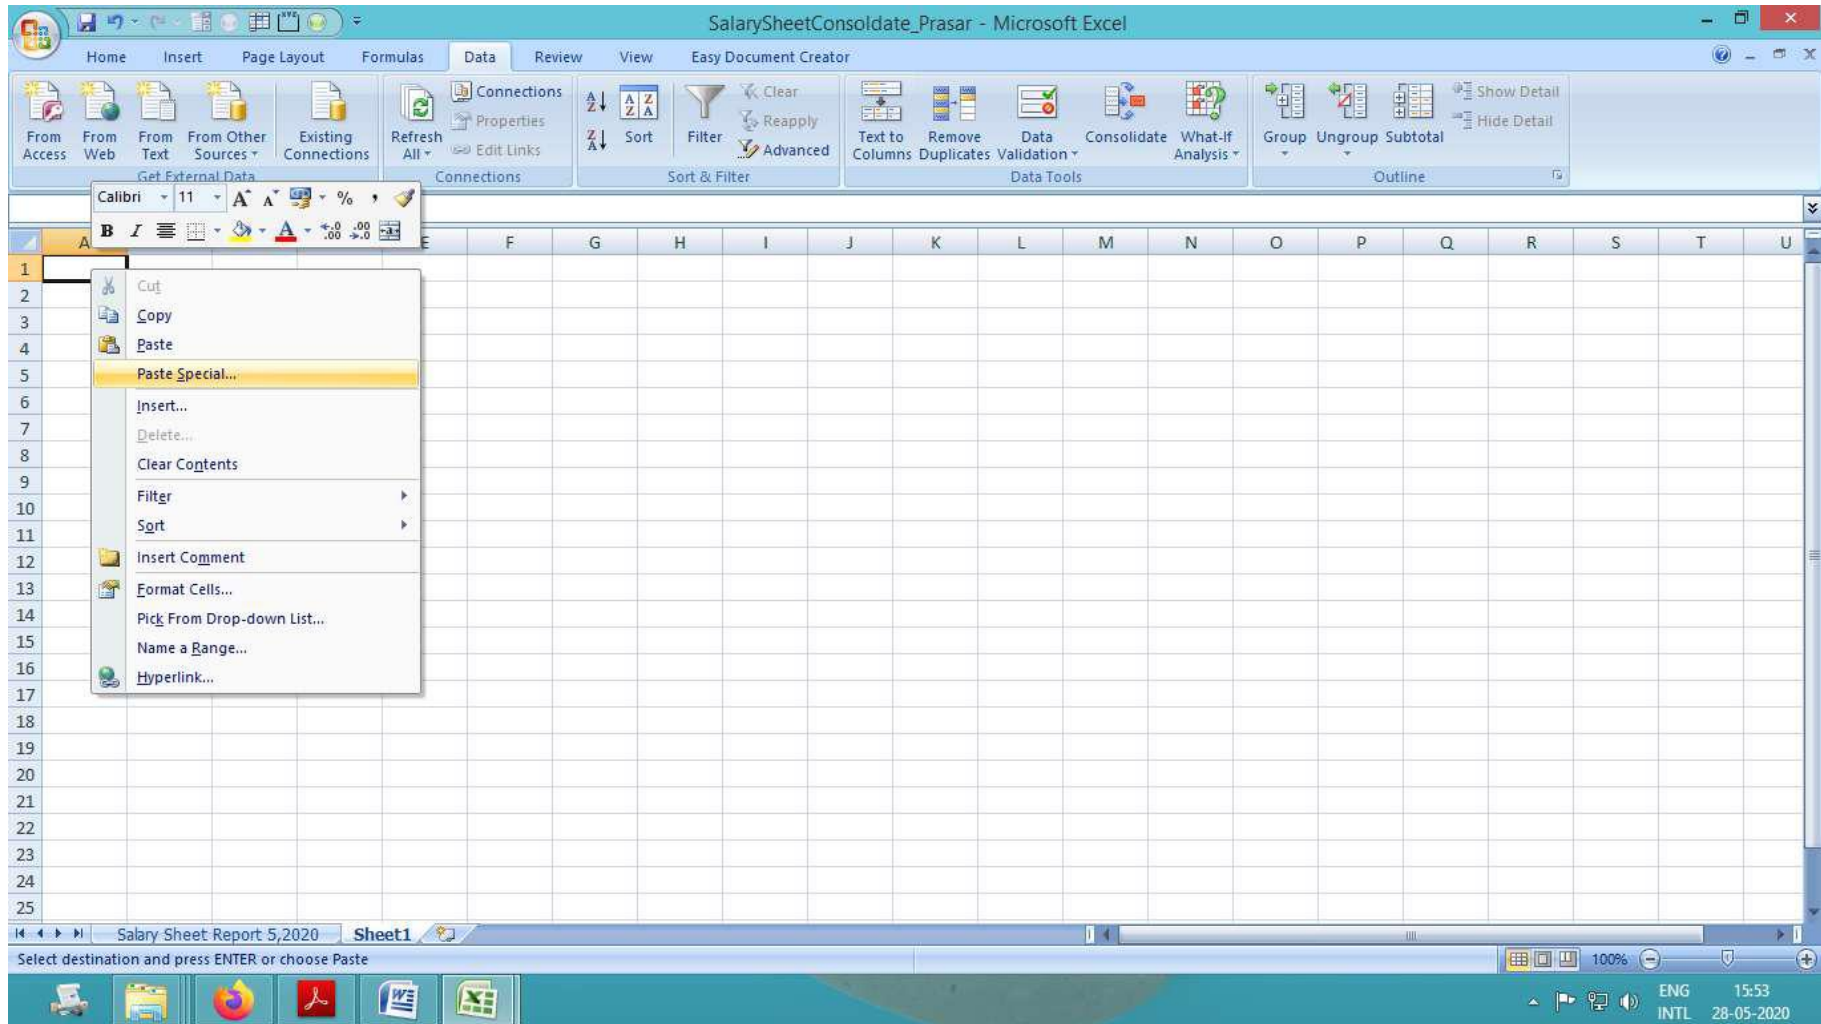 SalarySheetConsoldate_Prasar - Microsoft Excel
Home Insert Page Layout Formulas Data Review View Easy Document Creator
From Access
From Web
From Text
From Other Sources
Existing Connections
Get External Data
Refresh All
Connections
Properties
Edit Links
Connections
A Z
Z A
A Z Z A
Sort
Filter
Clear
Reapply
Advanced
Sort & Filter
Text to Columns
Remove Duplicates
Data Validation
Consolidate
What-If Analysis
Data Tools
Group
Ungroup
Subtotal
Show Detail
Hide Detail
Outline
Calibri 11 A A % ,
B I A .0 .00 .00 .0 a
A E F G H I J K L M N O P Q R S T U
1
2
3
4
5
6
7
8
9
10
11
12
13
14
15
16
17
18
19
20
21
22
23
24
25
Cut
Copy
Paste
Paste Special...
Insert...
Delete...
Clear Contents
Filter
Sort
Insert Comment
Format Cells...
Pick From Drop-down List...
Name a Range...
Hyperlink...
Salary Sheet Report 5,2020 Sheet1
Select destination and press ENTER or choose Paste
100%
ENG 15:53
INTL 28-05-2020